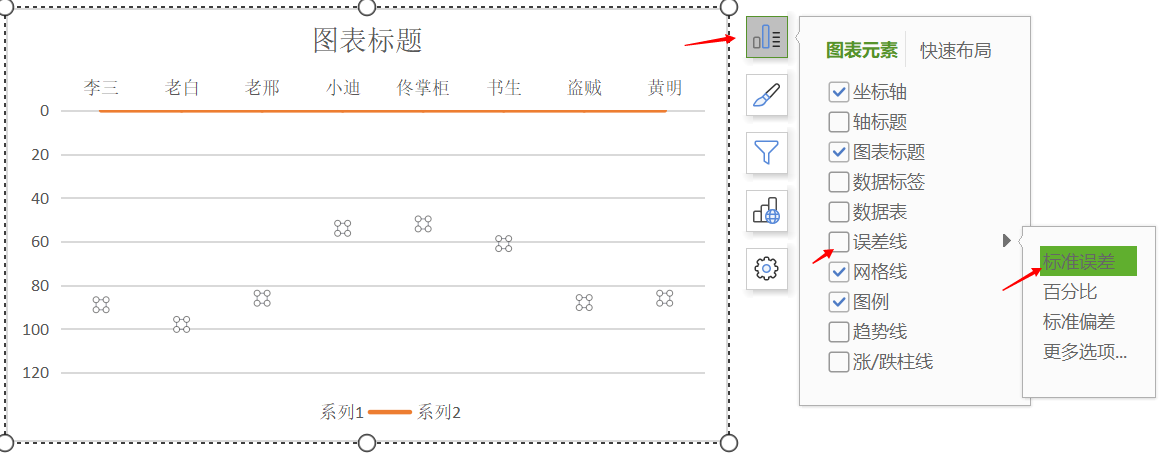 图表标题
李三 老白 老邢 小迪 佟掌柜 书生 盗贼 黄明
0
20
40
60
80
100
120
系列1 系列2
图表元素 快速布局
坐标轴
轴标题
图表标题
数据标签
数据表
误差线
网格线
图例
趋势线
涨/跌柱线
标准误差
百分比
标准偏差
更多选项...